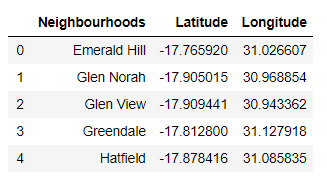 Neighbourhoods Latitude Longitude
0 Emerald Hill -17.765920 31.026607
1 Glen Norah -17.905015 30.968854
2 Glen View -17.909441 30.943362
3 Greendale -17.812800 31.127918
4 Hatfield -17.878416 31.085835